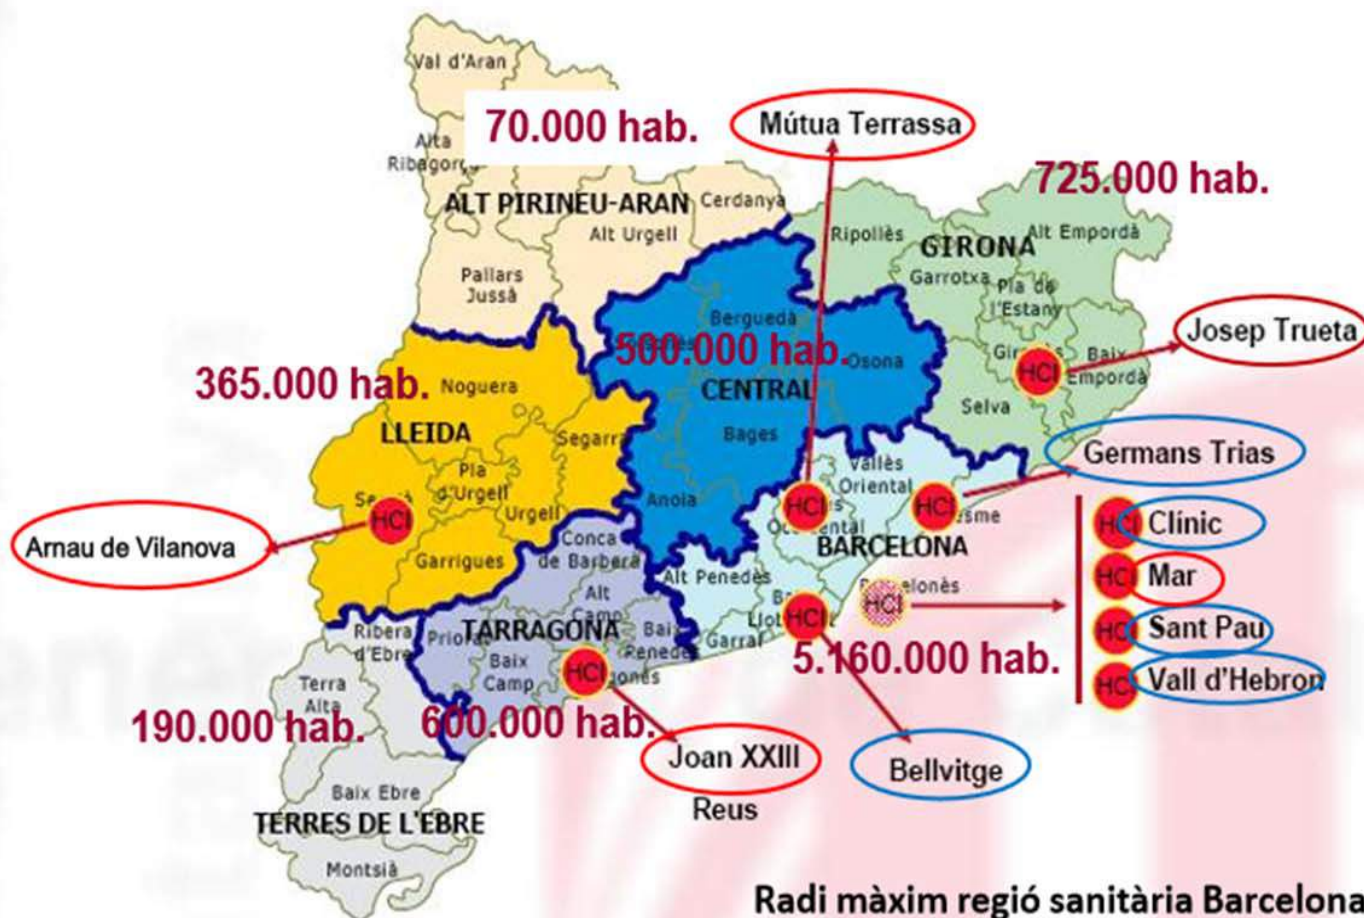 Val d'Aran
70.000 hab.
Mútua Terrassa
Alta
725.000 hab.
ALT PIRINEU-ARAN
Cerdanya
Alt Urgell
Ripollès
GIRONA
Alt Empordà
Pallars
Jussà
Garrotxa
Pla de
l'Estany
Berguedà
Josep Trueta
500.000 hab.
Osona
HCI
Baix
Empordà
365.000 hab.
Noguera
CENTRAL
Selva
LLEIDA
Segarra
Bages
Germans Trias
Pla
d'Urgell
Vallès
Oriental
Anoia
Urgell
HCI
HCI
HCI
HCI Clínic
Arnau de Vilanova
Garrigues
Conca
de Barberà
BARCELONA
Alt Penedès
HCI Mar
HCI
Alt
Camp
HCI
HCI Sant Pau
Ribera
d'Ebre
TARRAGONA
Baix
Penedès
Garraf
5.160.000 hab.
HCI Vall d'Hebron
Baix
Camp
HCI
Terra
Alta
190.000 hab.
600.000 hab.
Joan XXIII
Reus
Bellvitge
Baix Ebre
TERRES DE L'EBRE
Montsià
Radi màxim regió sanitària Barcelona